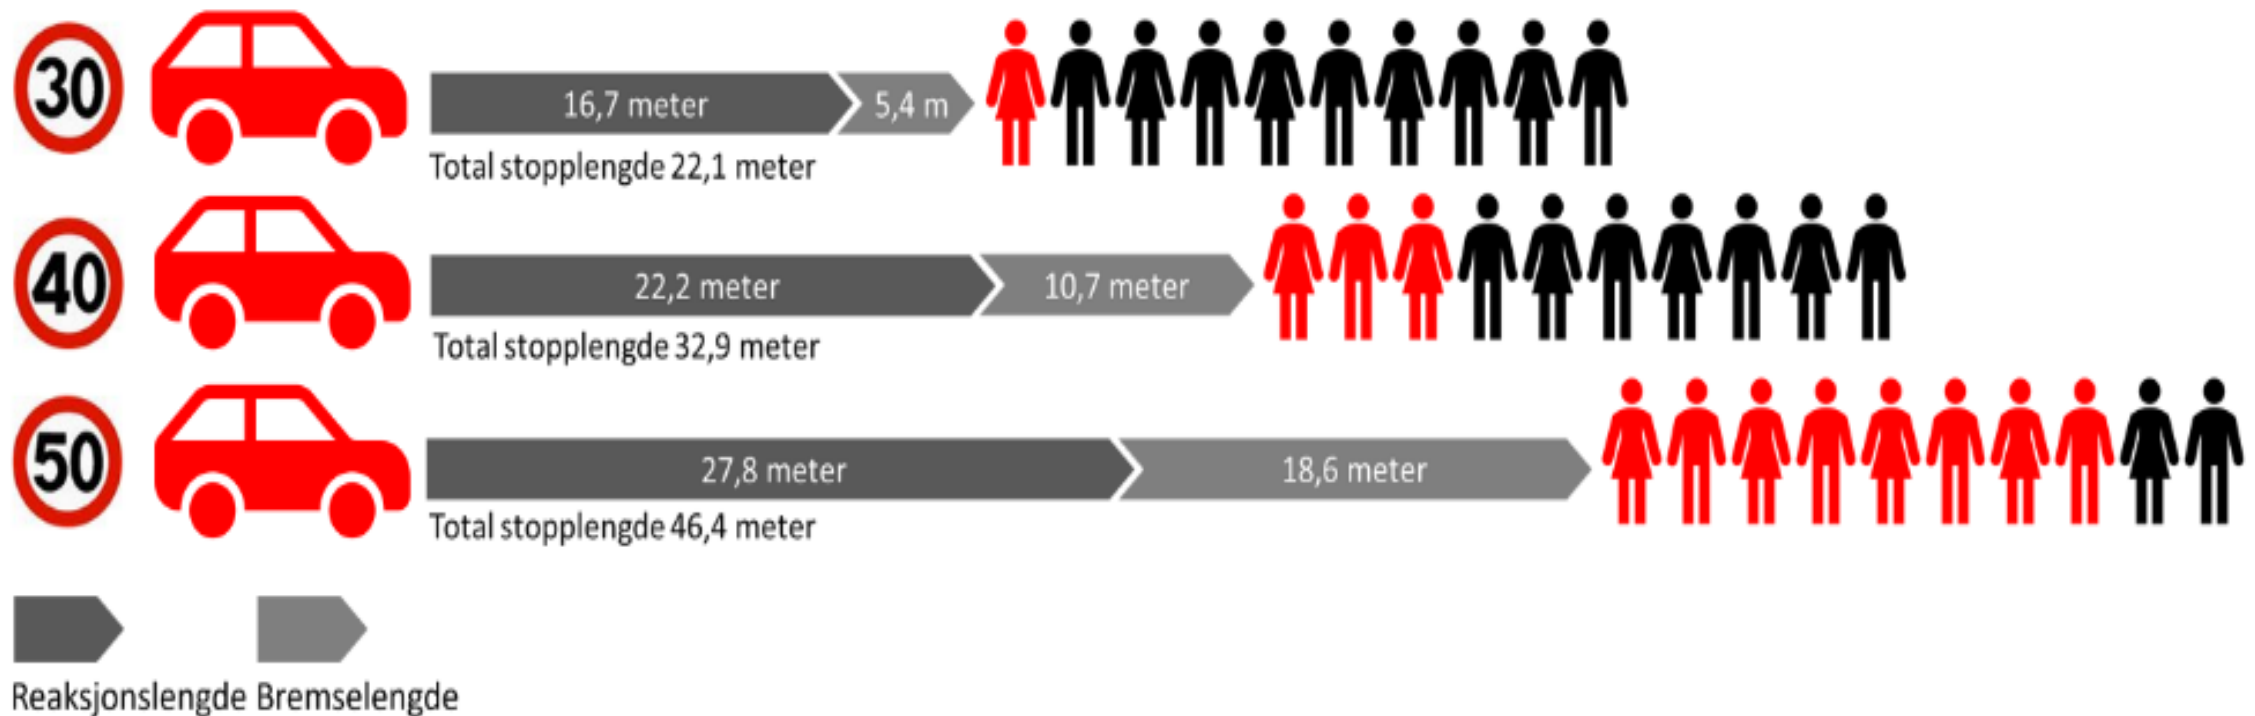 30
16,7 meter
5,4 m
Total stopplengde 22,1 meter
40
22,2 meter
10,7 meter
Total stopplengde 32,9 meter
50
27,8 meter
18,6 meter
Total stopplengde 46,4 meter
Reaksjonslengde Bremselengde